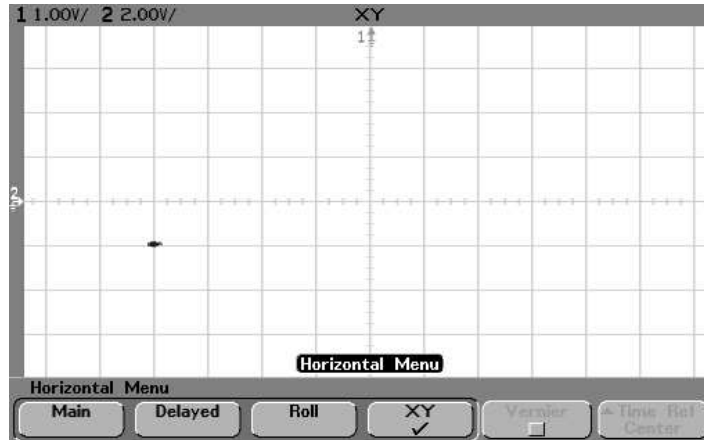 1 1.00V/ 2 2.00V/ XY
1
2
Horizontal Menu
Horizontal Menu
Main Delayed Roll XY Vernier Time Ref
Center